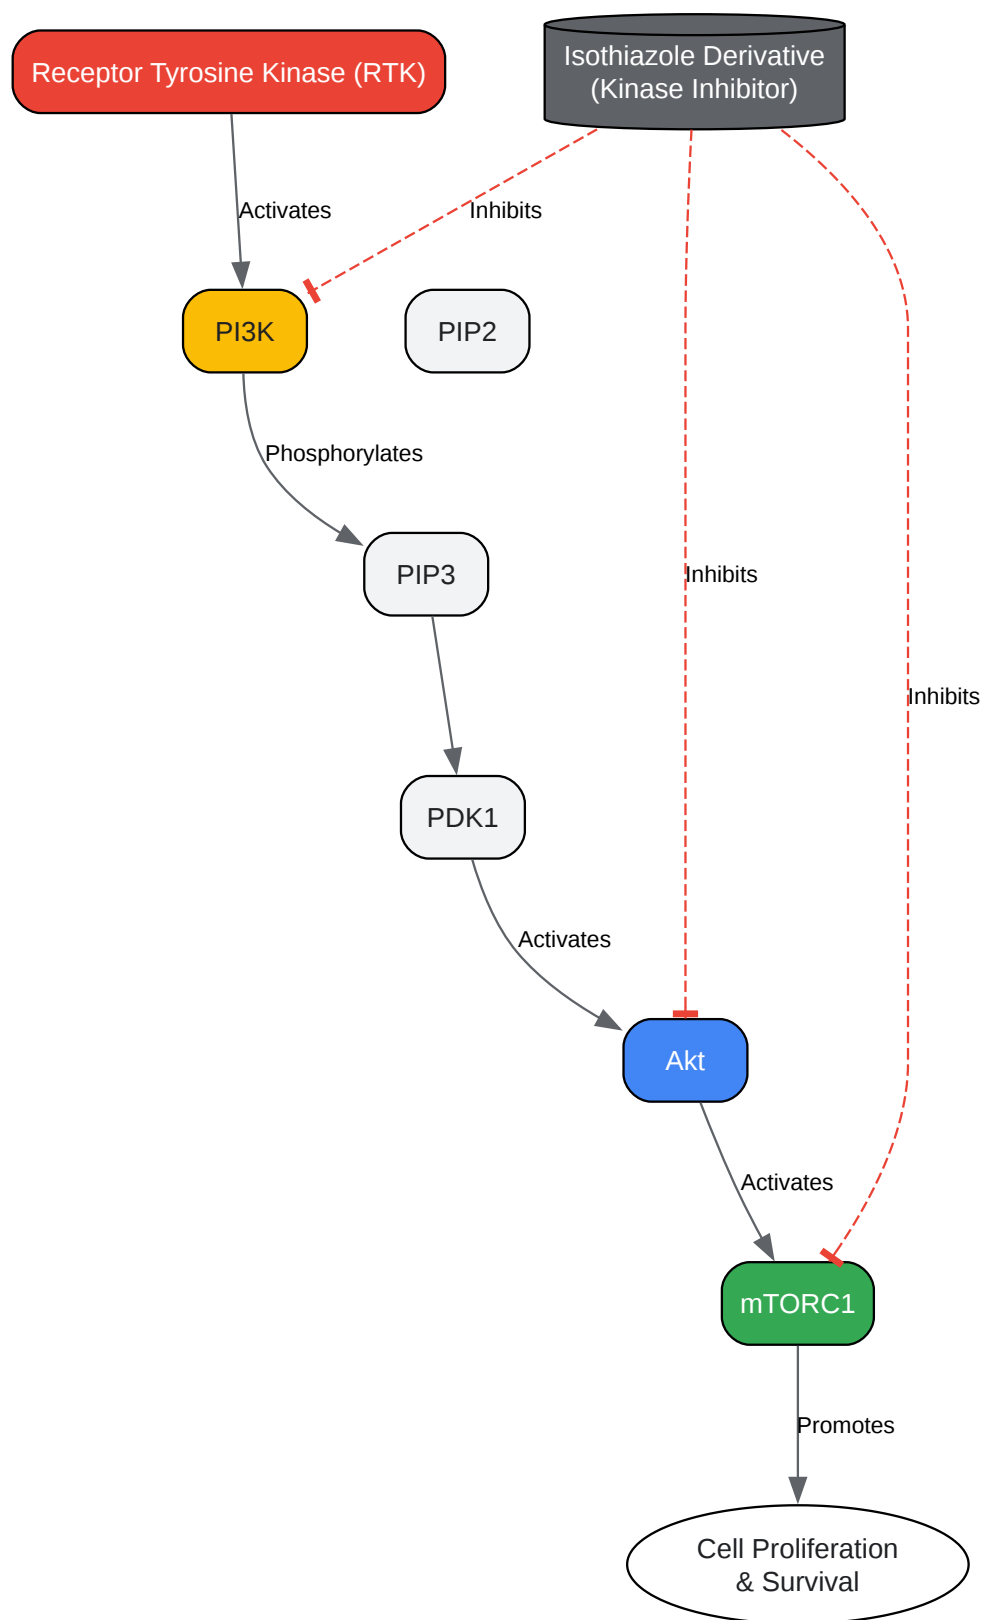 Receptor Tyrosine Kinase (RTK)
Isothiazole Derivative
(Kinase Inhibitor)
Activates
Inhibits
PI3K
PIP2
Phosphorylates
PIP3
Inhibits
Inhibits
PDK1
Activates
Akt
Activates
mTORC1
Promotes
Cell Proliferation
& Survival